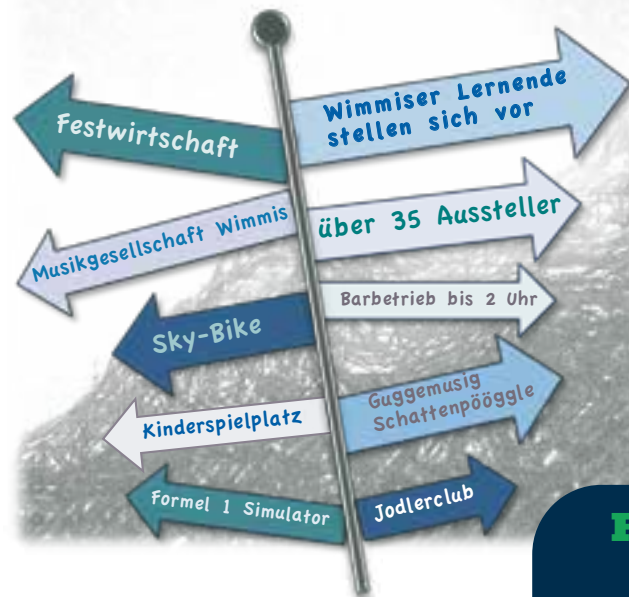 Festwirtschaft
Wimmiser Lernende
stellen sich vor
Musikgesellschaft Wimmis
über 35 Aussteller
Sky-Bike
Barbetrieb bis 2 Uhr
Kinderspielplatz
Guggemusig
Schattenpööggle
Formel 1 Simulator
Jodlerclub